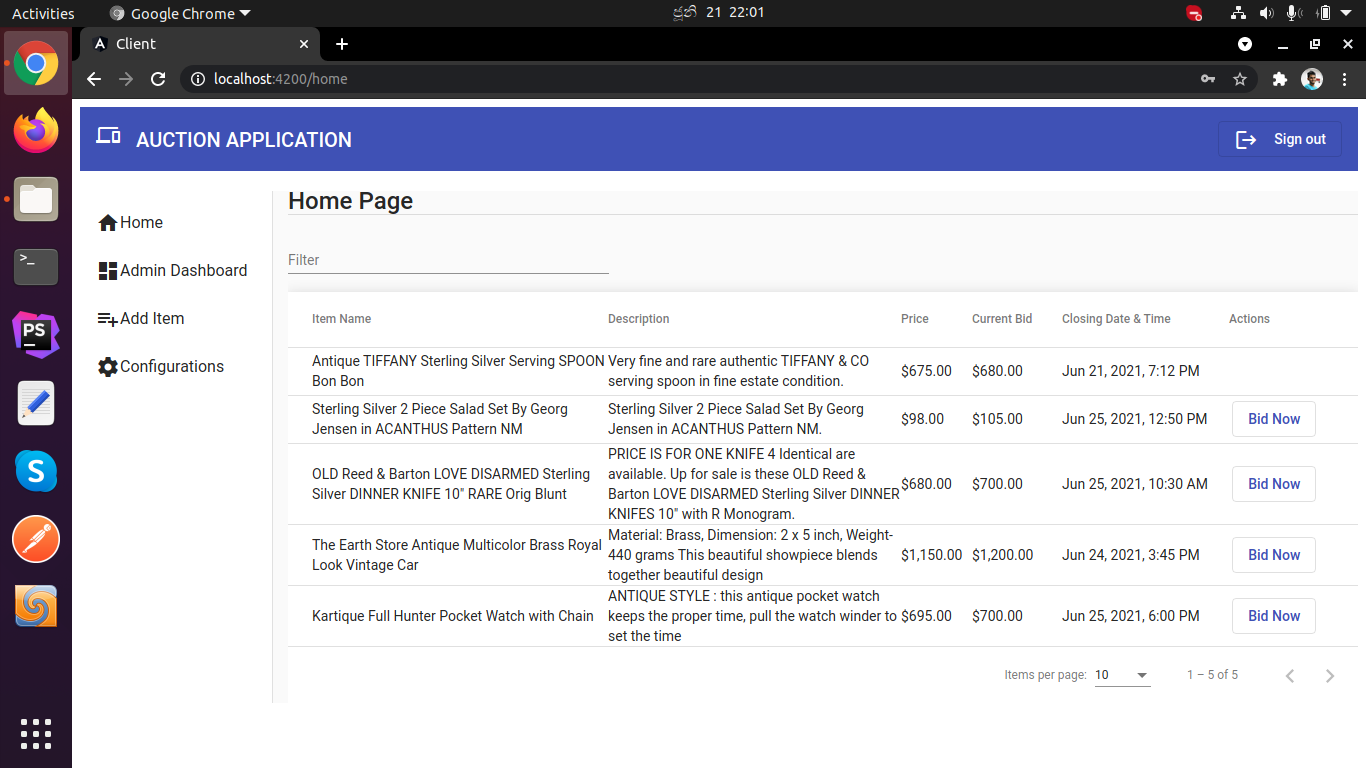 Activities
Google Chrome
ජූනි 21 22:01
Client
localhost:4200/home
AUCTION APPLICATION
Sign out
Home
Admin Dashboard
Add Item
Configurations
Home Page
Filter
Item Name Description Price Current Bid Closing Date & Time Actions
Antique TIFFANY Sterling Silver Serving SPOON
Bon Bon
Very fine and rare authentic TIFFANY & CO
serving spoon in fine estate condition.
$675.00 $680.00 Jun 21, 2021, 7:12 PM
Sterling Silver 2 Piece Salad Set By Georg
Jensen in ACANTHUS Pattern NM
Sterling Silver 2 Piece Salad Set By Georg
Jensen in ACANTHUS Pattern NM.
$98.00 $105.00 Jun 25, 2021, 12:50 PM Bid Now
OLD Reed & Barton LOVE DISARMED Sterling
Silver DINNER KNIFE 10" RARE Orig Blunt
PRICE IS FOR ONE KNIFE 4 Identical are
available. Up for sale is these OLD Reed &
Barton LOVE DISARMED Sterling Silver DINNER
KNIFES 10" with R Monogram.
$680.00 $700.00 Jun 25, 2021, 10:30 AM Bid Now
The Earth Store Antique Multicolor Brass Royal
Look Vintage Car
Material: Brass, Dimension: 2 x 5 inch, Weight-
440 grams This beautiful showpiece blends
together beautiful design
$1,150.00 $1,200.00 Jun 24, 2021, 3:45 PM Bid Now
Kartique Full Hunter Pocket Watch with Chain
ANTIQUE STYLE : this antique pocket watch
keeps the proper time, pull the watch winder to
set the time
$695.00 $700.00 Jun 25, 2021, 6:00 PM Bid Now
Items per page: 10 1 – 5 of 5
>_
PS
S